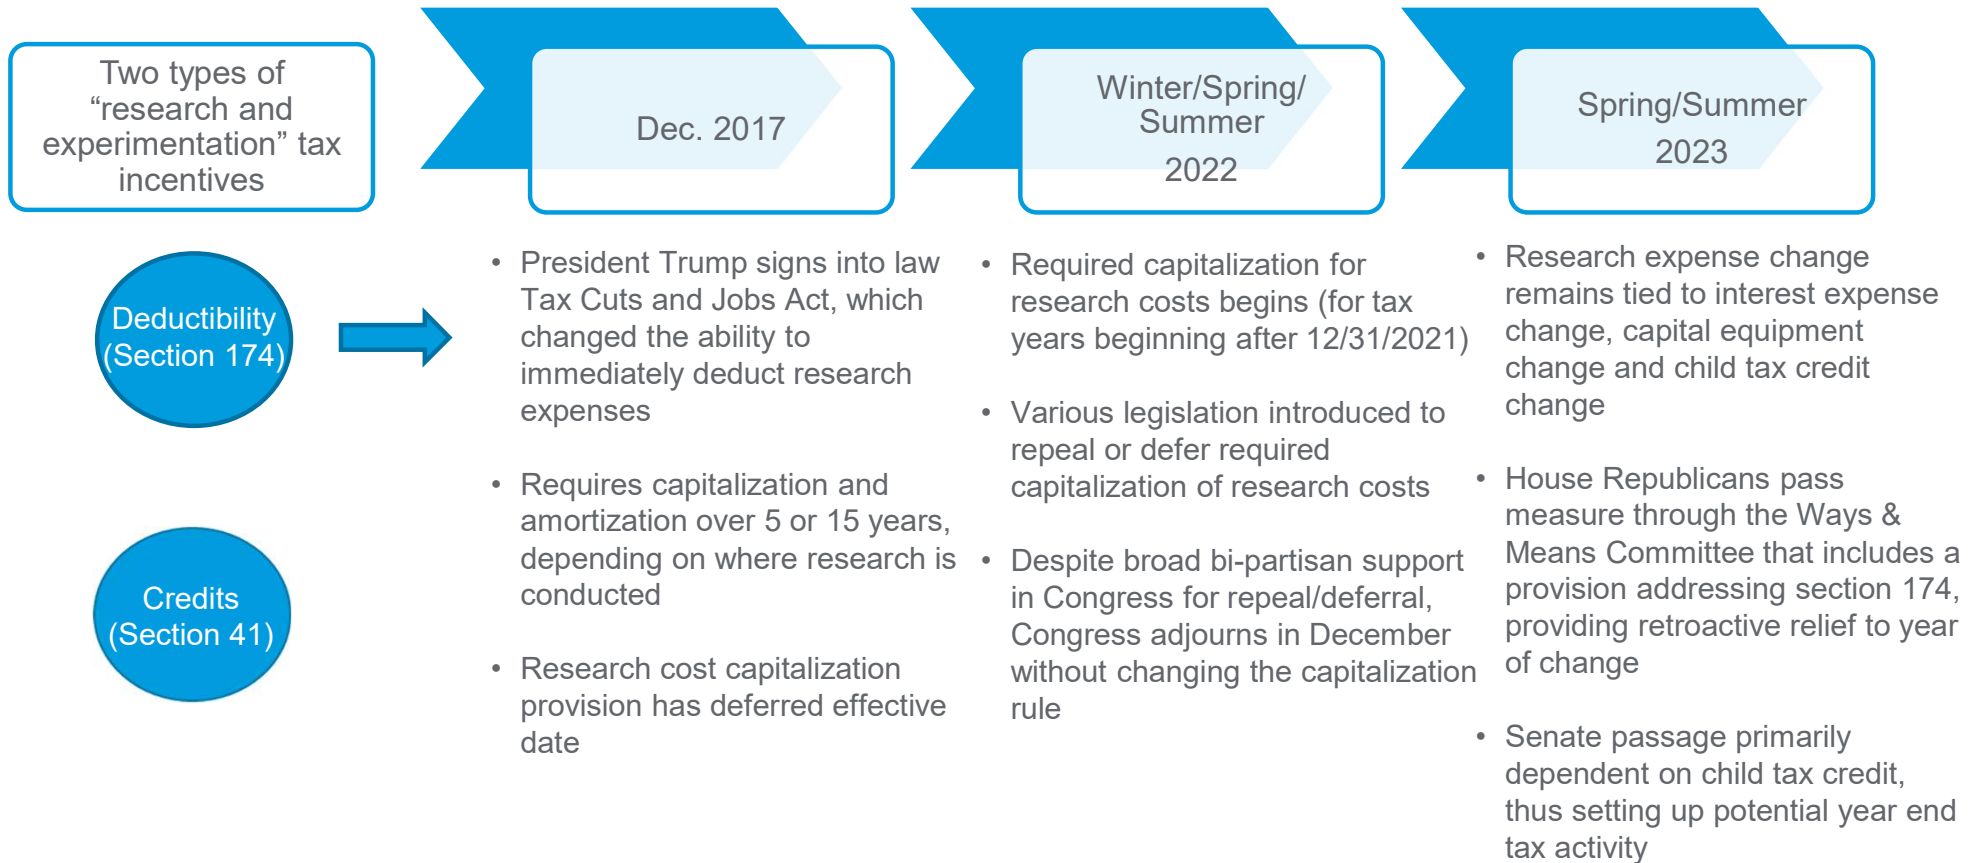 Two types of
“research and
experimentation” tax
incentives
Dec. 2017
Winter/Spring/
Summer
2022
Spring/Summer
2023
Deductibility
(Section 174)
Credits
(Section 41)
• President Trump signs into law
Tax Cuts and Jobs Act, which
changed the ability to
immediately deduct research
expenses
• Requires capitalization and
amortization over 5 or 15 years,
depending on where research is
conducted
• Research cost capitalization
provision has deferred effective
date
• Required capitalization for
research costs begins (for tax
years beginning after 12/31/2021)
• Various legislation introduced to
repeal or defer required
capitalization of research costs
• Despite broad bi-partisan support
in Congress for repeal/deferral,
Congress adjourns in December
without changing the capitalization
rule
• Research expense change
remains tied to interest expense
change, capital equipment
change and child tax credit
change
• House Republicans pass
measure through the Ways &
Means Committee that includes a
provision addressing section 174,
providing retroactive relief to year
of change
• Senate passage primarily
dependent on child tax credit,
thus setting up potential year end
tax activity